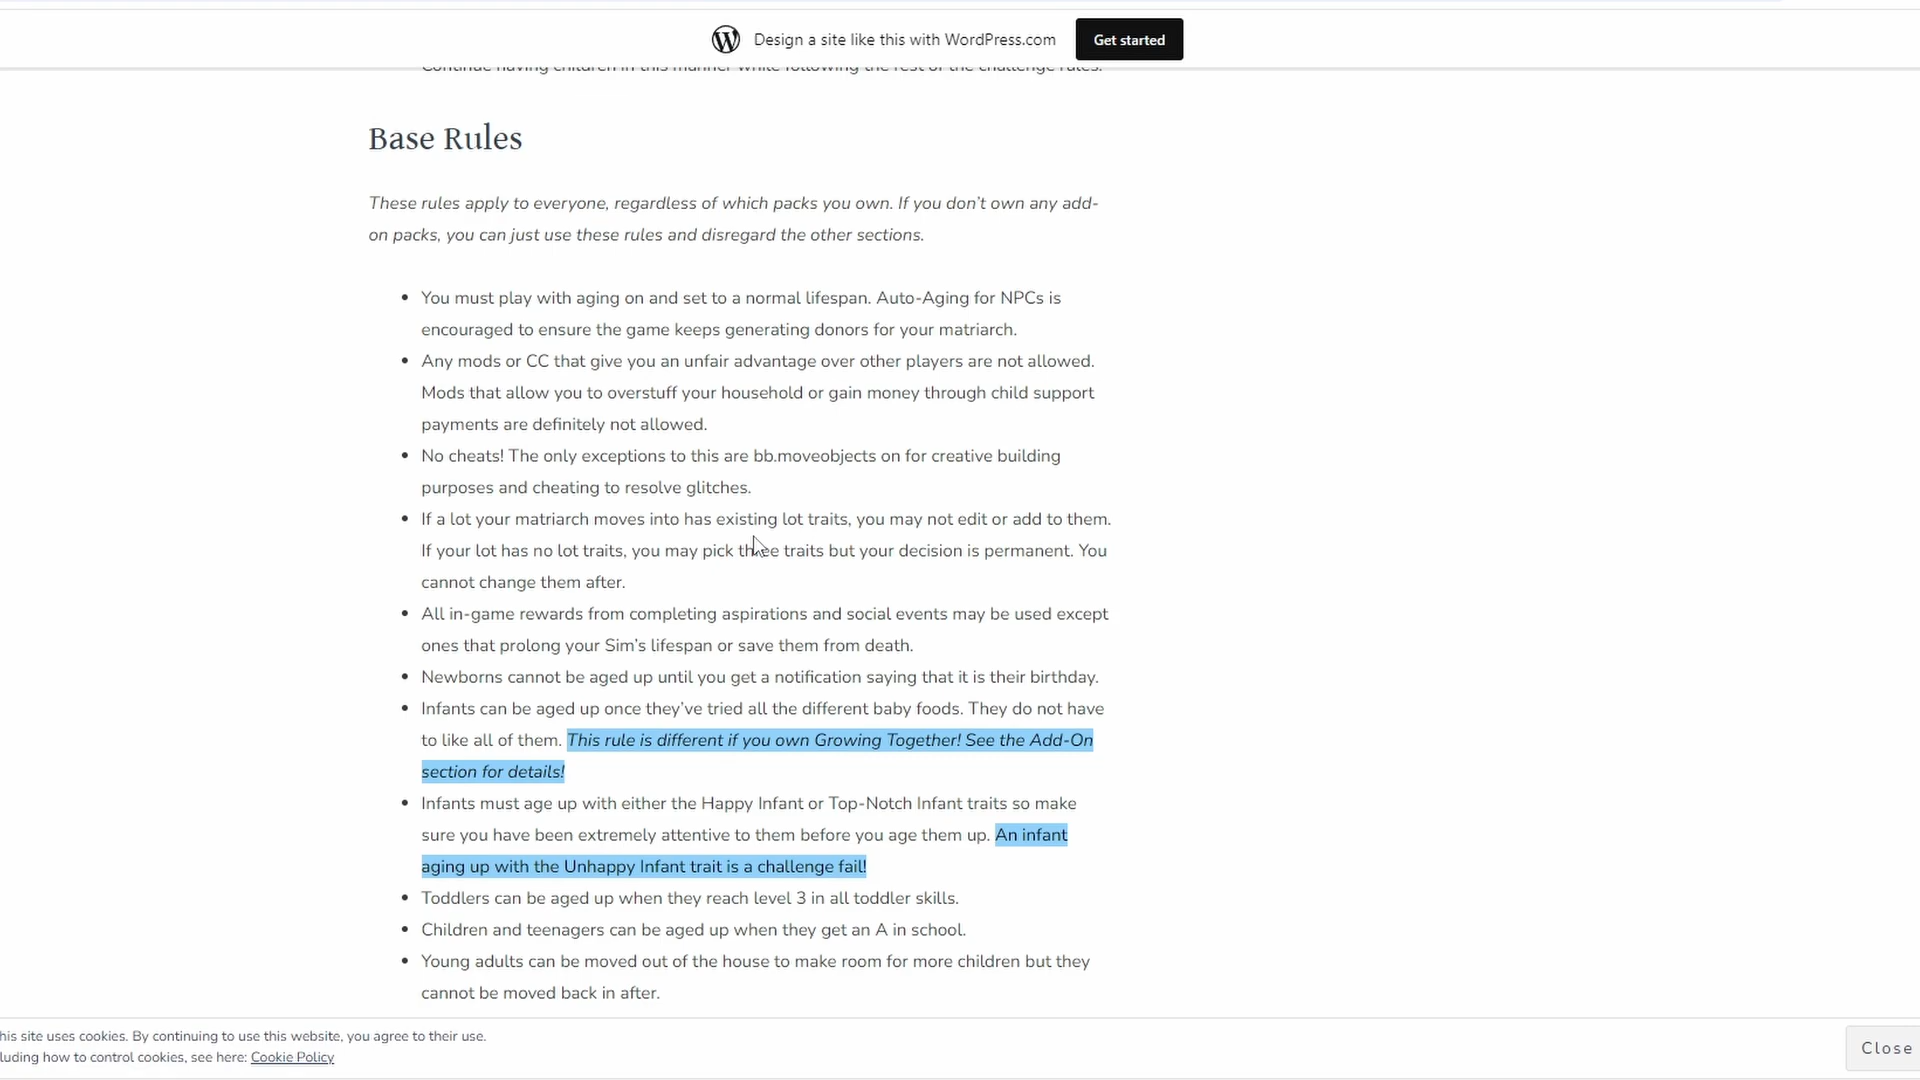 Design a site like this with WordPress.com Get started
Continue having children in this manner while following the rest of the challenge rules.
Base Rules
These rules apply to everyone, regardless of which packs you own. If you don’t own any add-
on packs, you can just use these rules and disregard the other sections.
• You must play with aging on and set to a normal lifespan. Auto-Aging for NPCs is
encouraged to ensure the game keeps generating donors for your matriarch.
• Any mods or CC that give you an unfair advantage over other players are not allowed.
Mods that allow you to overstuff your household or gain money through child support
payments are definitely not allowed.
• No cheats! The only exceptions to this are bb.moveobjects on for creative building
purposes and cheating to resolve glitches.
• If a lot your matriarch moves into has existing lot traits, you may not edit or add to them.
If your lot has no lot traits, you may pick three traits but your decision is permanent. You
cannot change them after.
• All in-game rewards from completing aspirations and social events may be used except
ones that prolong your Sim’s lifespan or save them from death.
• Newborns cannot be aged up until you get a notification saying that it is their birthday.
• Infants can be aged up once they’ve tried all the different baby foods. They do not have
to like all of them. This rule is different if you own Growing Together! See the Add-On
section for details!
• Infants must age up with either the Happy Infant or Top-Notch Infant traits so make
sure you have been extremely attentive to them before you age them up. An infant
aging up with the Unhappy Infant trait is a challenge fail!
• Toddlers can be aged up when they reach level 3 in all toddler skills.
• Children and teenagers can be aged up when they get an A in school.
• Young adults can be moved out of the house to make room for more children but they
cannot be moved back in after.
his site uses cookies. By continuing to use this website, you agree to their use.
luding how to control cookies, see here: Cookie Policy
Close